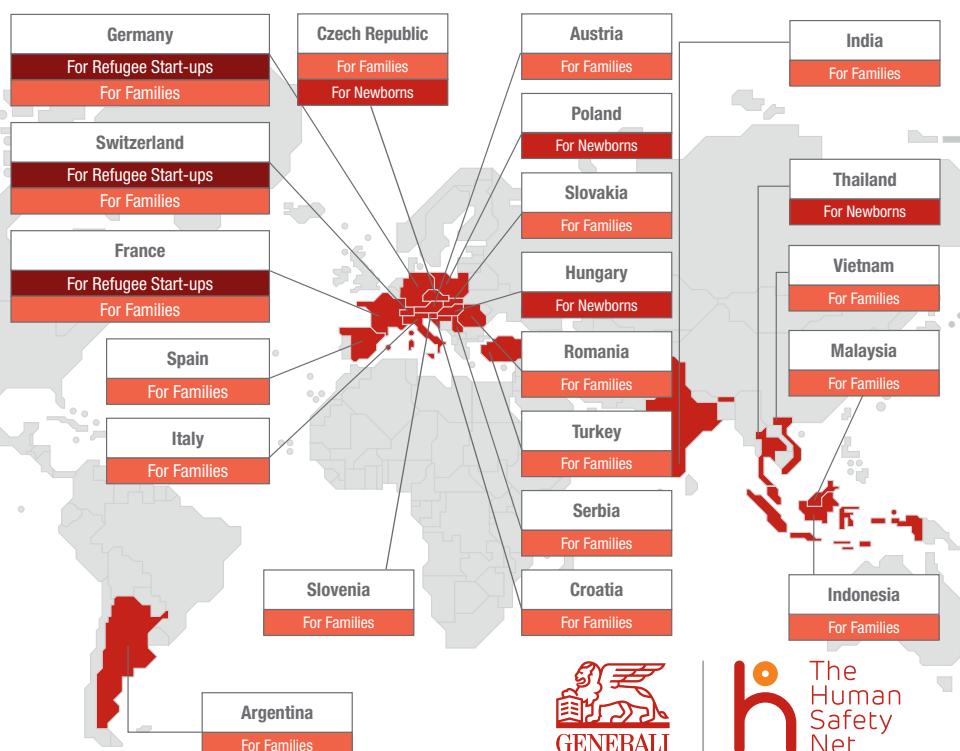 Germany
For Refugee Start-ups
For Families
Switzerland
For Refugee Start-ups
For Families
France
For Refugee Start-ups
For Families
Spain
For Families
Italy
For Families
Czech Republic
For Families
For Newborns
Austria
For Families
Poland
For Newborns
Slovakia
For Families
Hungary
For Newborns
Romania
For Families
Turkey
For Families
Serbia
For Families
Croatia
For Families
Slovenia
For Families
Argentina
For Families
India
For Families
Thailand
For Newborns
Vietnam
For Families
Malaysia
For Families
Indonesia
For Families
GENERALI
The
Human
Safety
Net